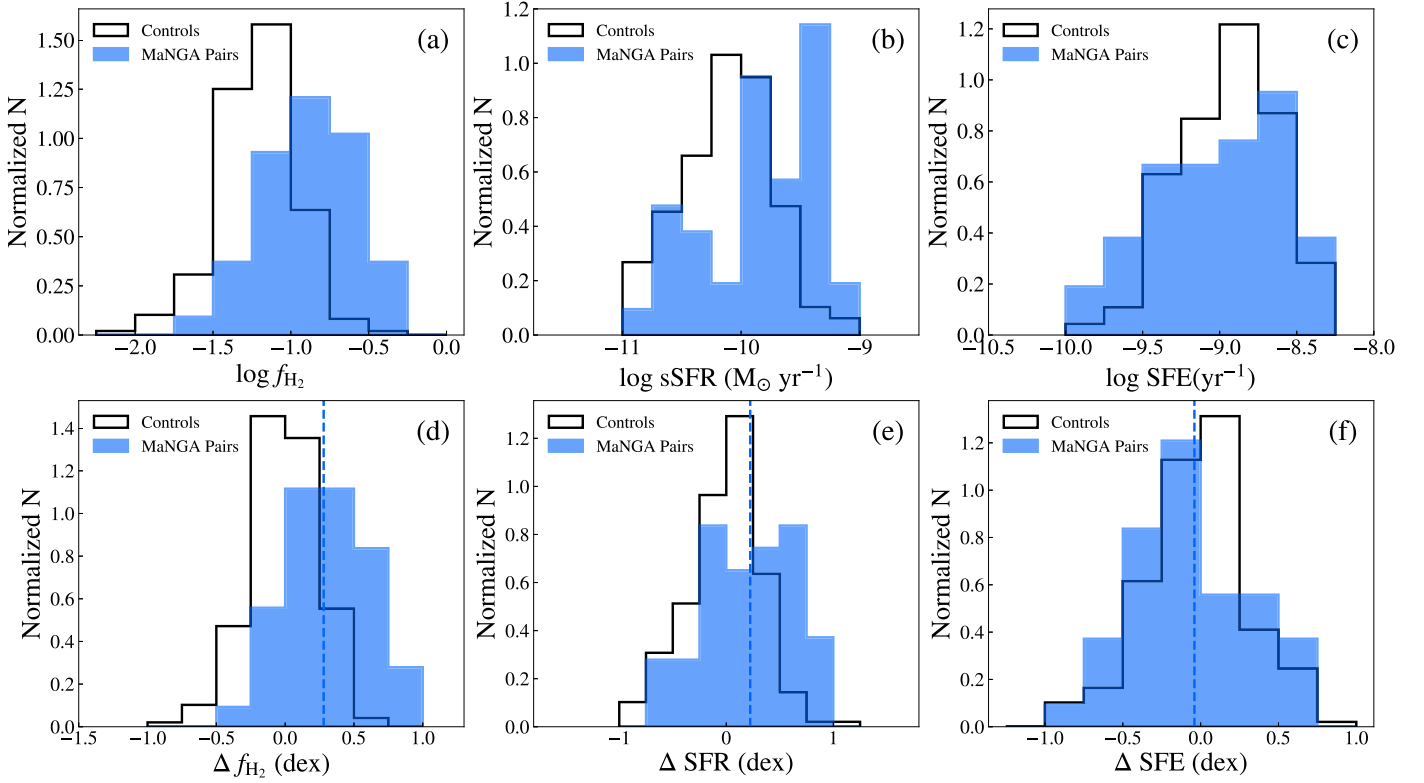 Controls
MaNGA Pairs
(a)
Normalized N
0.00
0.25
0.50
0.75
1.00
1.25
1.50
−2.0
−1.5
−1.0
−0.5
0.0
log f_H₂
Controls
MaNGA Pairs
(b)
Normalized N
0.0
0.2
0.4
0.6
0.8
1.0
1.2
−11
−10
−9
log sSFR (M⊙ yr⁻¹)
Controls
MaNGA Pairs
(c)
Normalized N
0.0
0.2
0.4
0.6
0.8
1.0
1.2
−10.5
−10.0
−9.5
−9.0
−8.5
−8.0
log SFE(yr⁻¹)
Controls
MaNGA Pairs
(d)
Normalized N
0.0
0.2
0.4
0.6
0.8
1.0
1.2
1.4
−1.5
−1.0
−0.5
0.0
0.5
1.0
Δ f_H₂ (dex)
Controls
MaNGA Pairs
(e)
Normalized N
0.0
0.2
0.4
0.6
0.8
1.0
1.2
−1
0
1
Δ SFR (dex)
Controls
MaNGA Pairs
(f)
Normalized N
0.0
0.2
0.4
0.6
0.8
1.0
1.2
−1.0
−0.5
0.0
0.5
1.0
Δ SFE (dex)